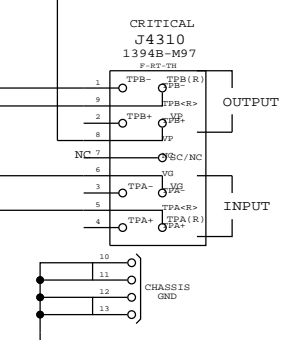 CRITICAL
J4310
1394B-M97
F-RT-TH
1 TPB- TPB(R)
TPB-
9 TPB<R>
OUTPUT
2 TPB+ VP
TPB+
8 VP
NC 7 NC SC/NC
6 VG
3 TPA- VG
TPA-
5 TPA<R>
INPUT
4 TPA+ TPA(R)
TPA+
10
11
12
13
CHASSIS
GND